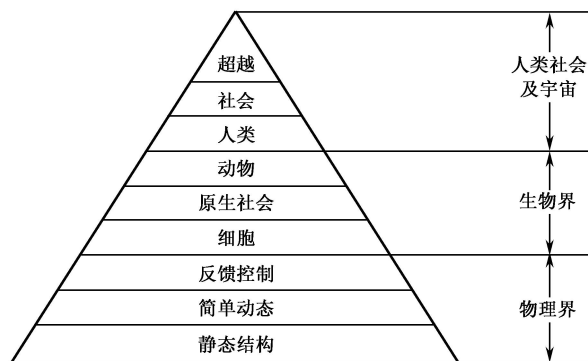 超越
社会
人类
动物
原生社会
细胞
反馈控制
简单动态
静态结构
人类社会
及宇宙
生物界
物理界